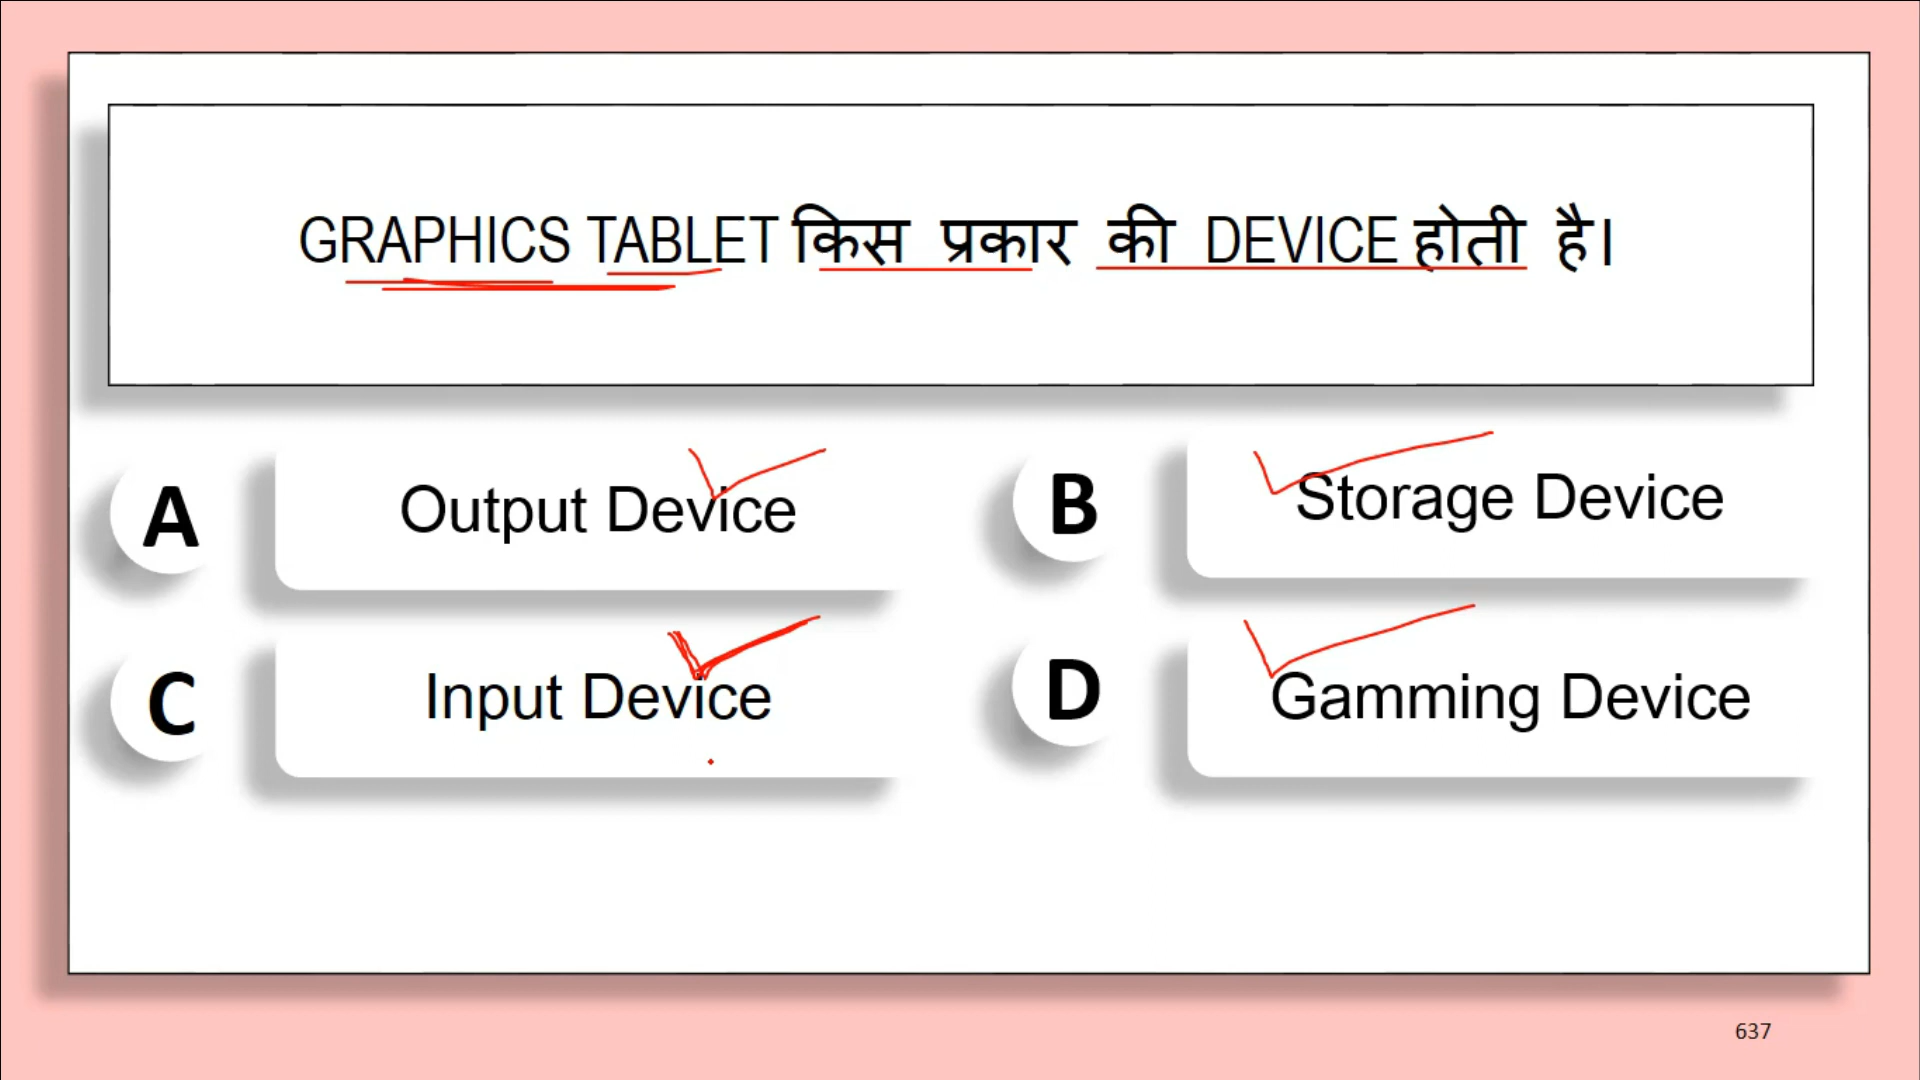 GRAPHICS TABLET किस प्रकार की DEVICE होती है।
A
Output Device
B
Storage Device
C
Input Device
D
Gamming Device
637